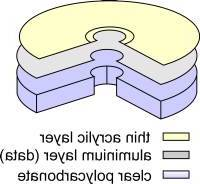 thin acrylic layer
aluminium layer (data)
clear polycarbonate